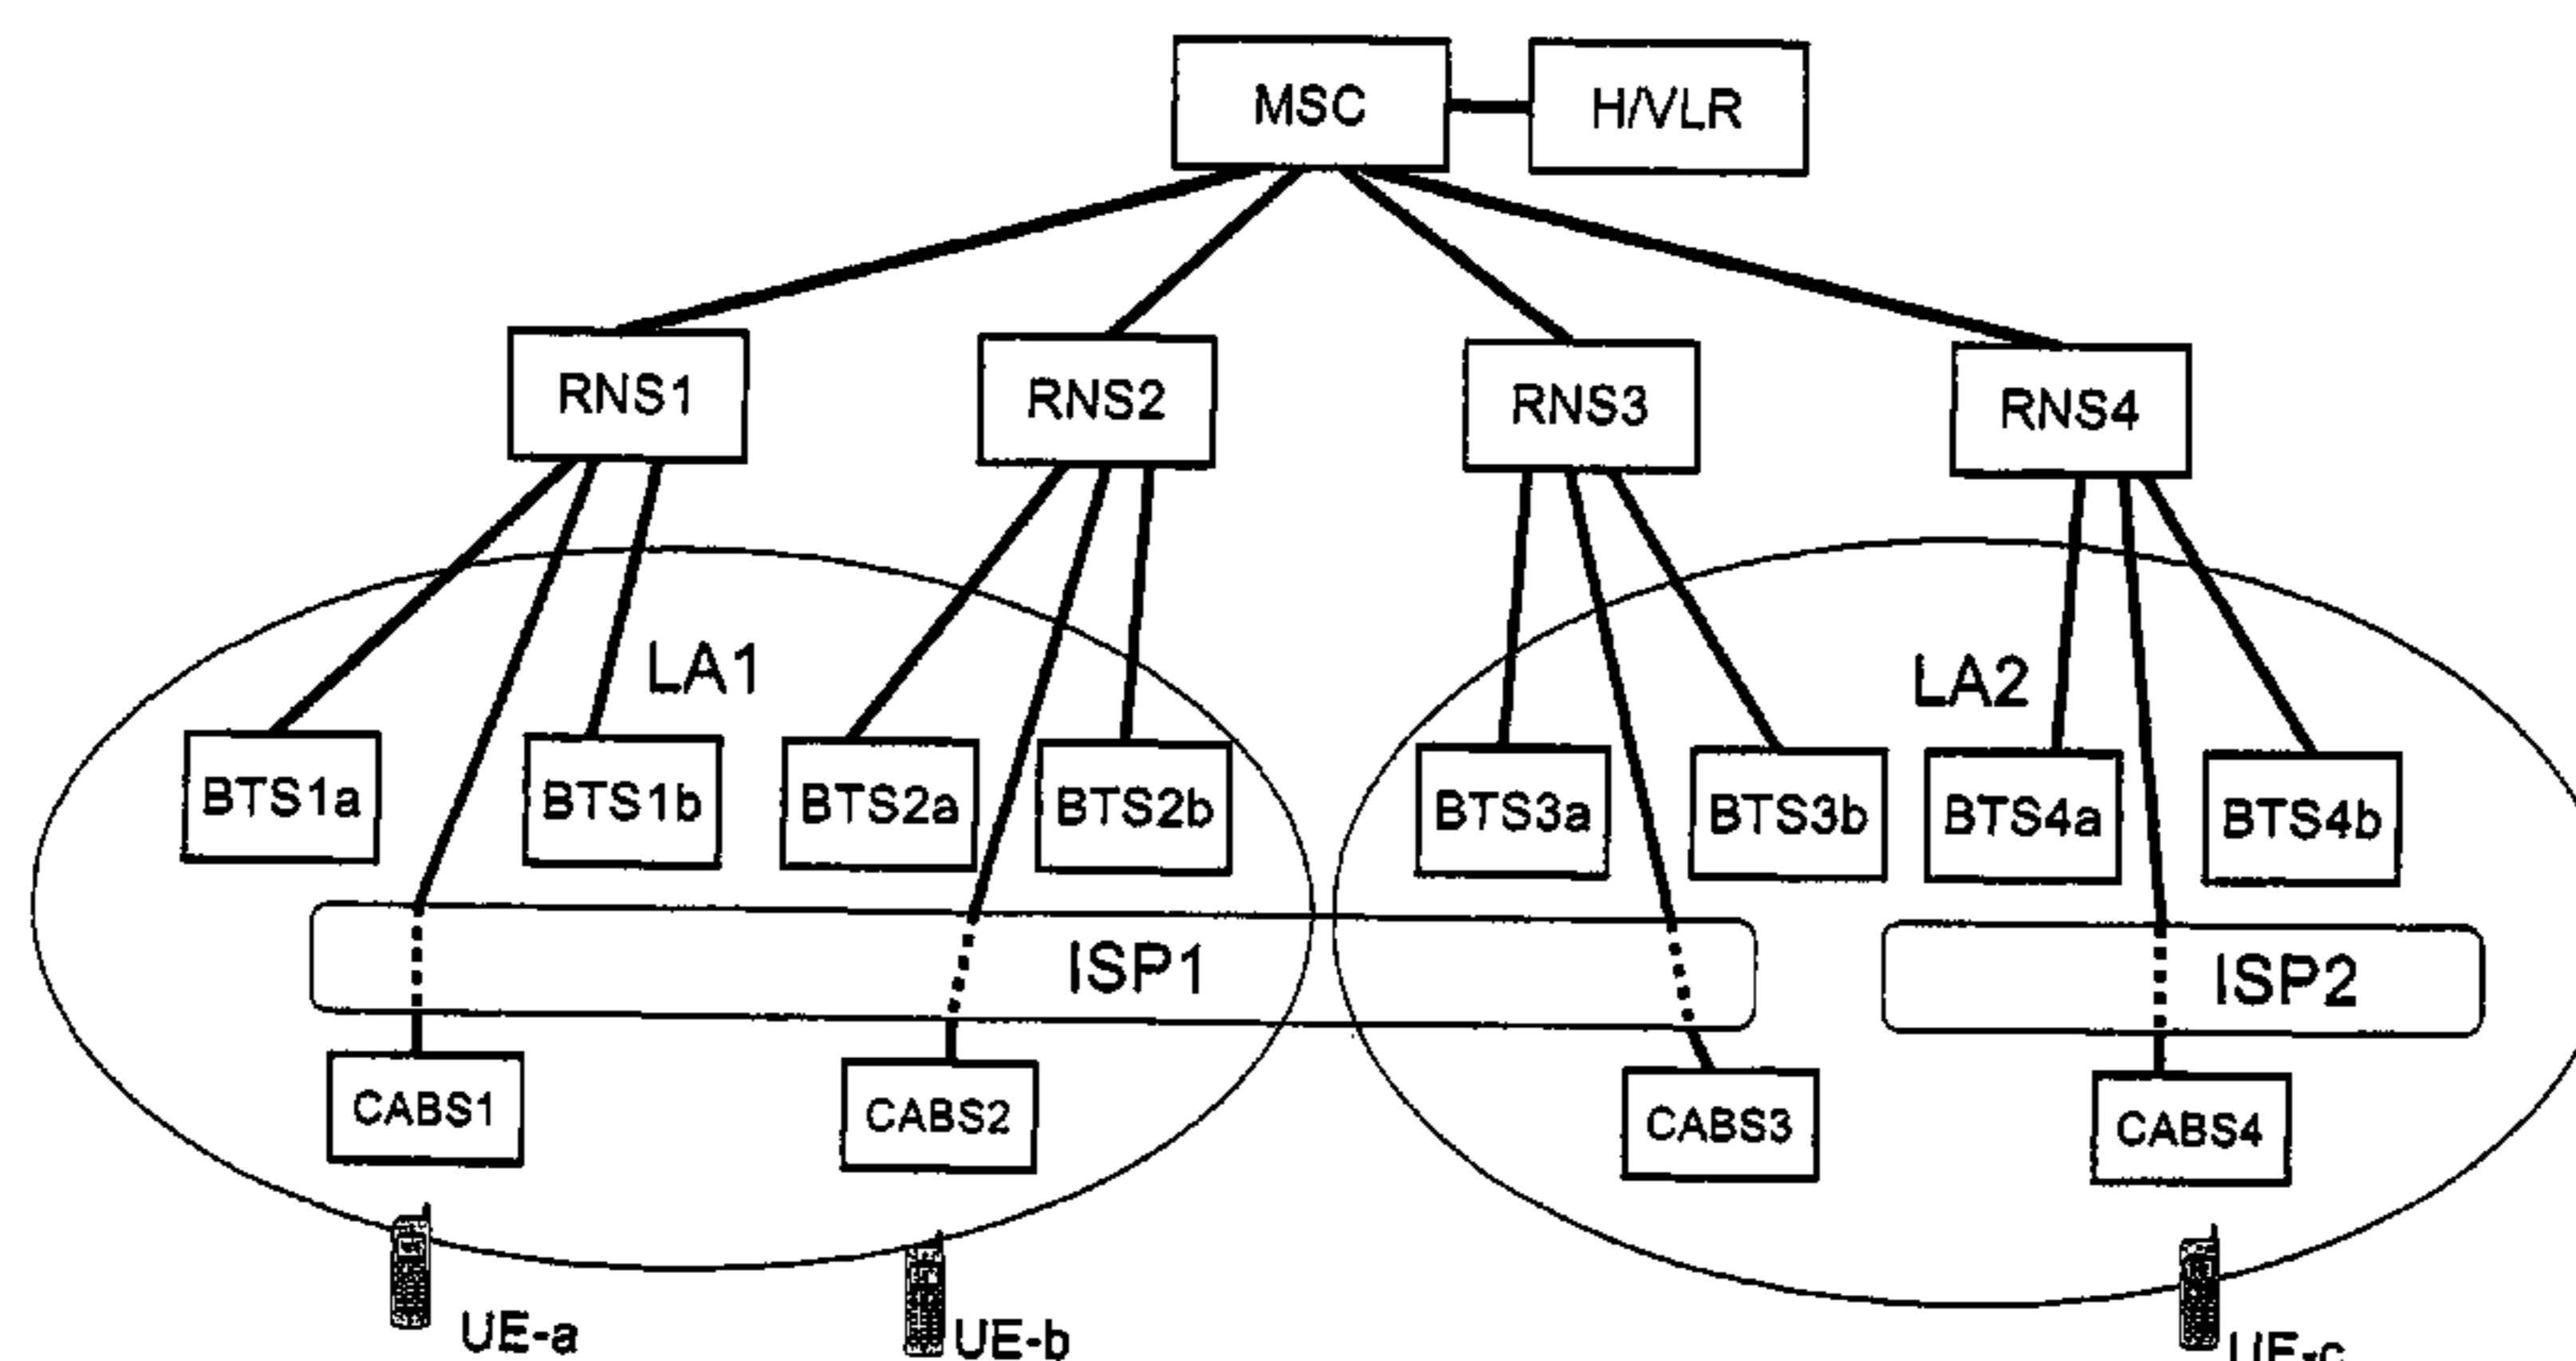 MSC
H/VLR
RNS1
RNS2
RNS3
RNS4
LA1
LA2
BTS1a
BTS1b
BTS2a
BTS2b
BTS3a
BTS3b
BTS4a
BTS4b
ISP1
ISP2
CABS1
CABS2
CABS3
CABS4
UE-a
UE-b
UE-c